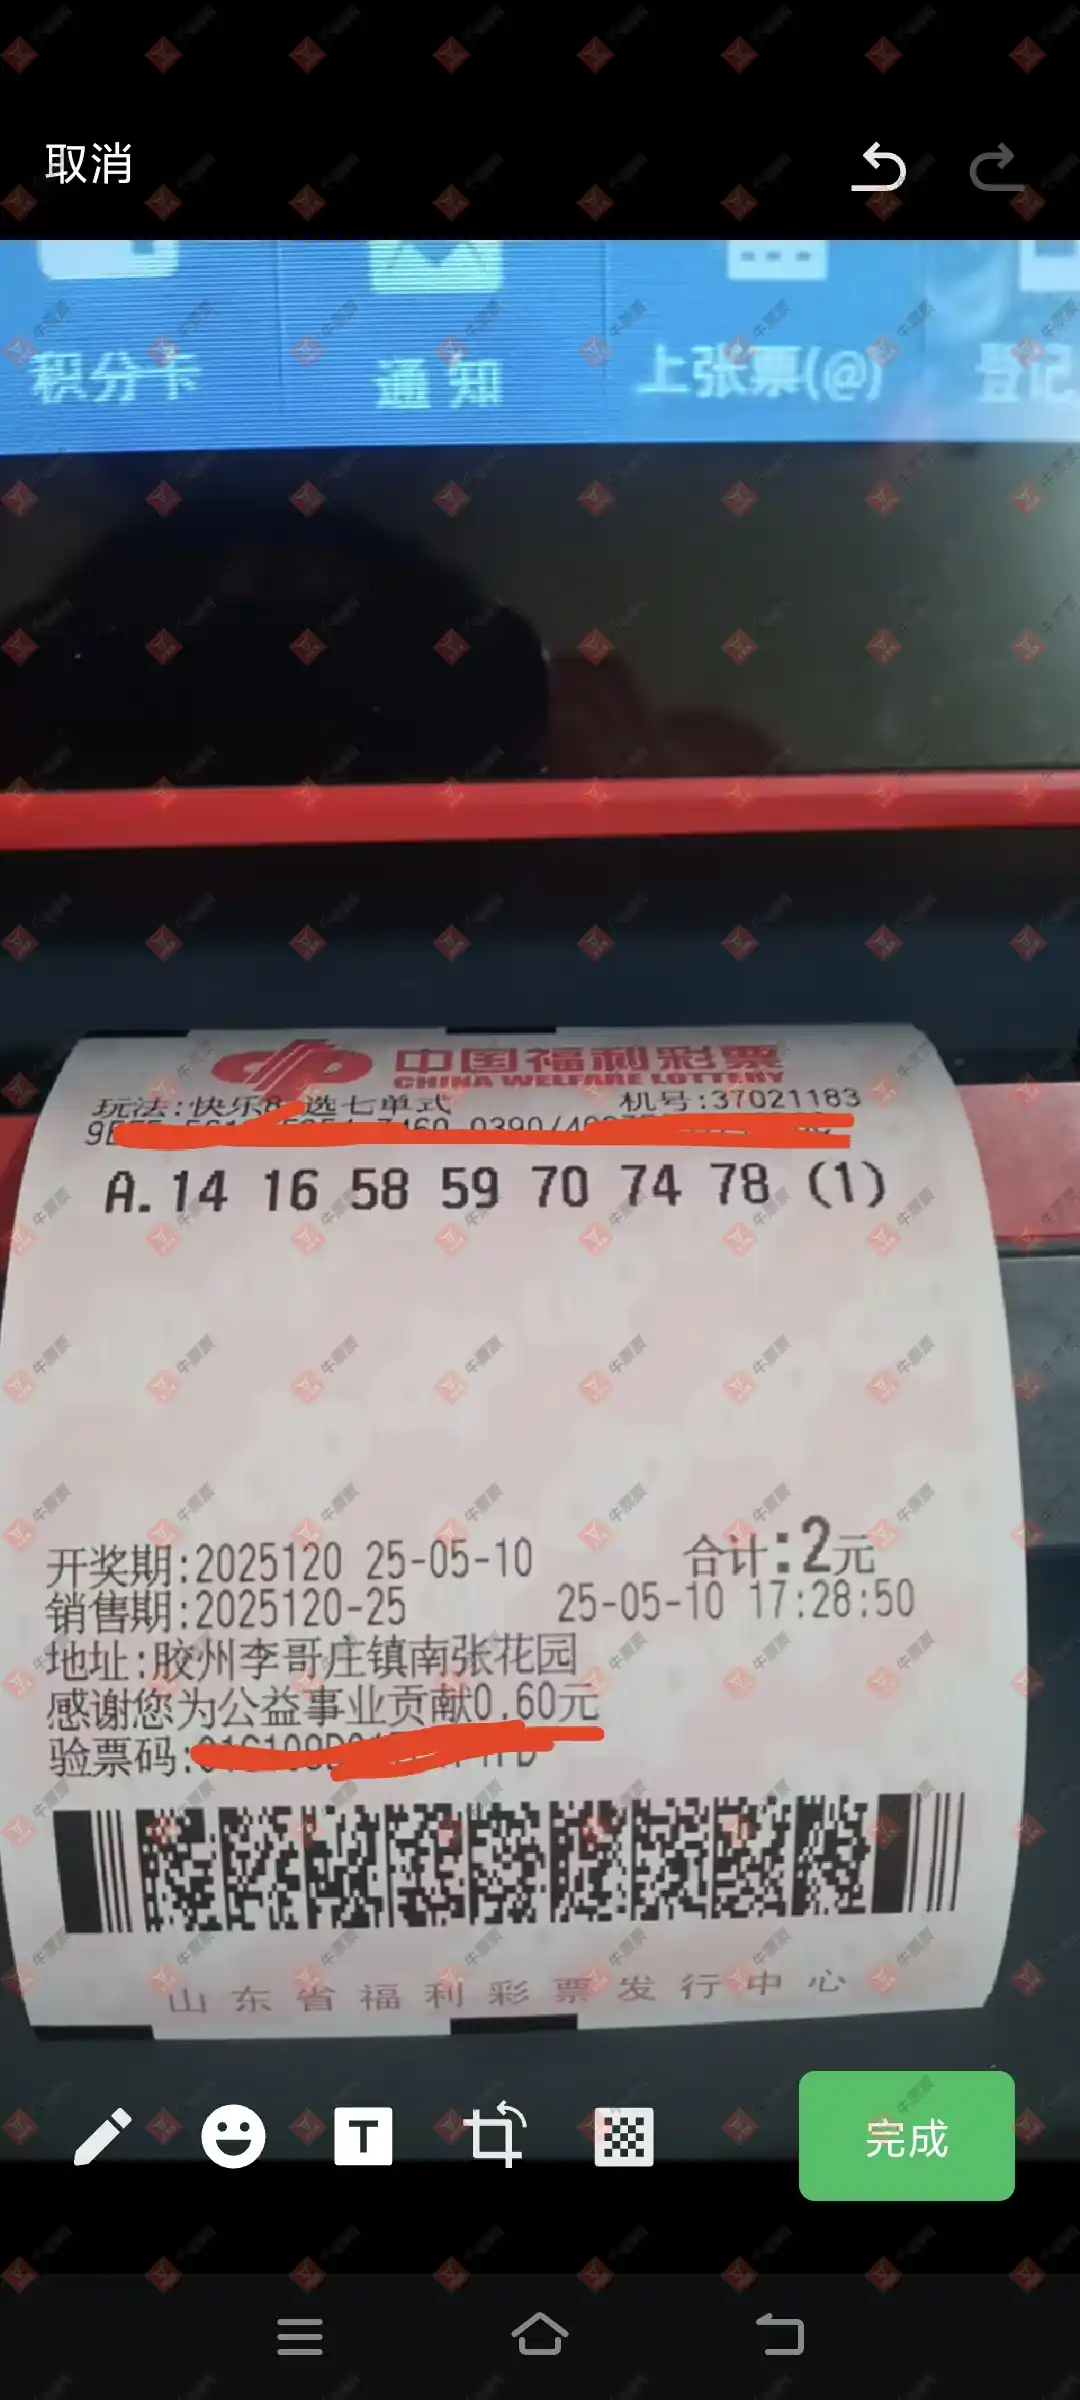 取消
积分卡 通知 上张票(@) 登记
中国福利彩票
CHINA WELFARE LOTTERY
玩法:快乐8 选七单式 机号:37021183
A.14 16 58 59 70 74 78 (1)
开奖期:2025120 25-05-10 合计:2元
销售期:2025120-25 25-05-10 17:28:50
地址:胶州李哥庄镇南张花园
感谢您为公益事业贡献0.60元
验票码:
山东省福利彩票发行中心
T
完成
牛票票